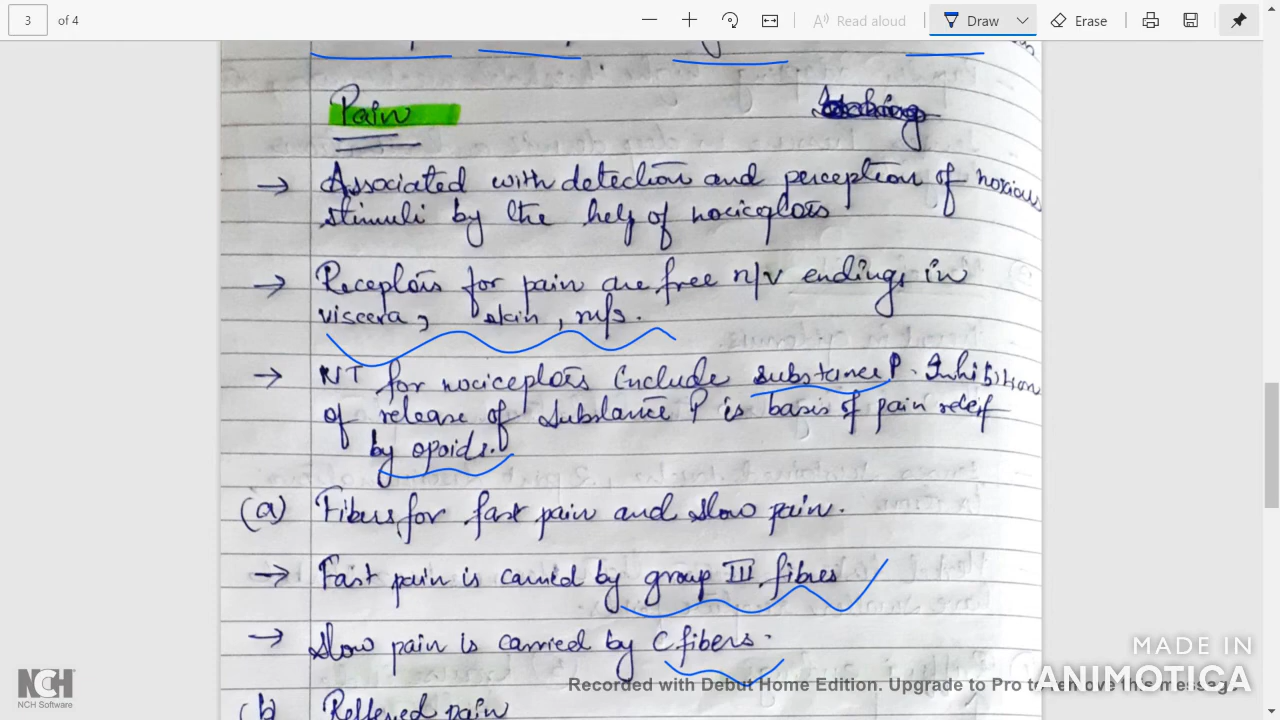 3 of 4 Read aloud Draw Erase
Pain
→ Associated with detection and perception of noxious
stimuli by the help of nociceptors
→ Receptors for pain are free n/v endings in
viscera, skin, m/s.
→ NT for nociceptors include substance P. Inhibition
of release of substance P is basis of pain releif
by opoids.
(a) Fibers for fast pain and slow pain.
→ Fast pain is carried by group III fibres
→ Slow pain is carried by C fibers.
(b)
pain
MADE IN
ANIMOTICA
NCH
NCH Software
Recorded with Debut Home Edition. Upgrade to Pro to remove this message.